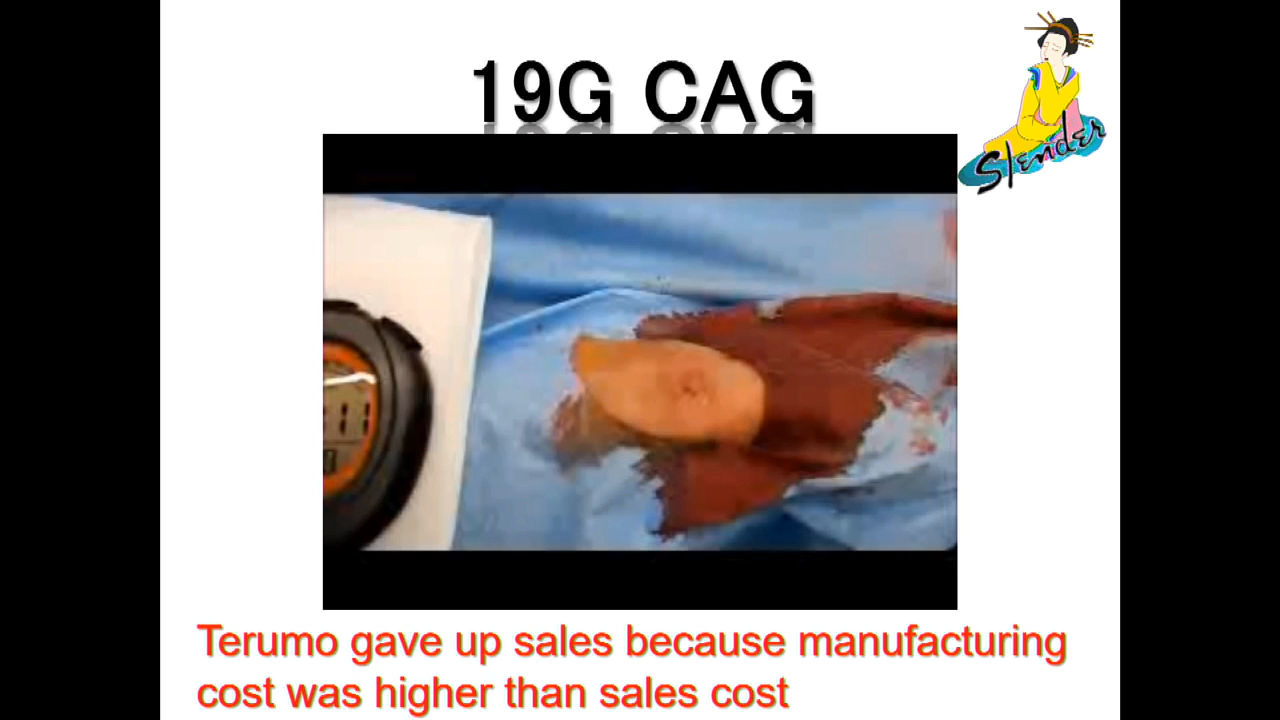 19G CAG
Slender
Terumo gave up sales because manufacturing
cost was higher than sales cost